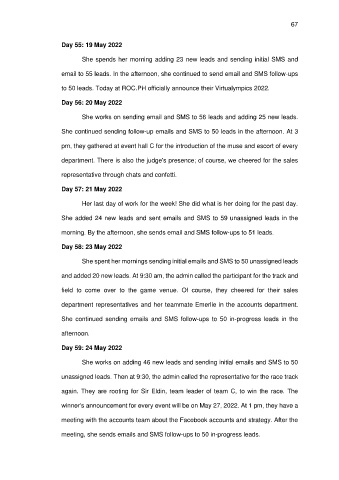 67
Day 55: 19 May 2022
She spends her morning adding 23 new leads and sending initial SMS and
email to 55 leads. In the afternoon, she continued to send email and SMS follow-ups
to 50 leads. Today at ROC.PH officially announce their Virtualympics 2022.
Day 56: 20 May 2022
She works on sending email and SMS to 56 leads and adding 25 new leads.
She continued sending follow-up emails and SMS to 50 leads in the afternoon. At 3
pm, they gathered at event hall C for the introduction of the muse and escort of every
department. There is also the judge's presence; of course, we cheered for the sales
representative through chats and confetti.
Day 57: 21 May 2022
Her last day of work for the week! She did what is her doing for the past day.
She added 24 new leads and sent emails and SMS to 59 unassigned leads in the
morning. By the afternoon, she sends email and SMS follow-ups to 51 leads.
Day 58: 23 May 2022
She spent her mornings sending initial emails and SMS to 50 unassigned leads
and added 20 new leads. At 9:30 am, the admin called the participant for the track and
field to come over to the game venue. Of course, they cheered for their sales
department representatives and her teammate Emerlie in the accounts department.
She continued sending emails and SMS follow-ups to 50 in-progress leads in the
afternoon.
Day 59: 24 May 2022
She works on adding 46 new leads and sending initial emails and SMS to 50
unassigned leads. Then at 9:30, the admin called the representative for the race track
again. They are rooting for Sir Eldin, team leader of team C, to win the race. The
winner's announcement for every event will be on May 27, 2022. At 1 pm, they have a
meeting with the accounts team about the Facebook accounts and strategy. After the
meeting, she sends emails and SMS follow-ups to 50 in-progress leads.